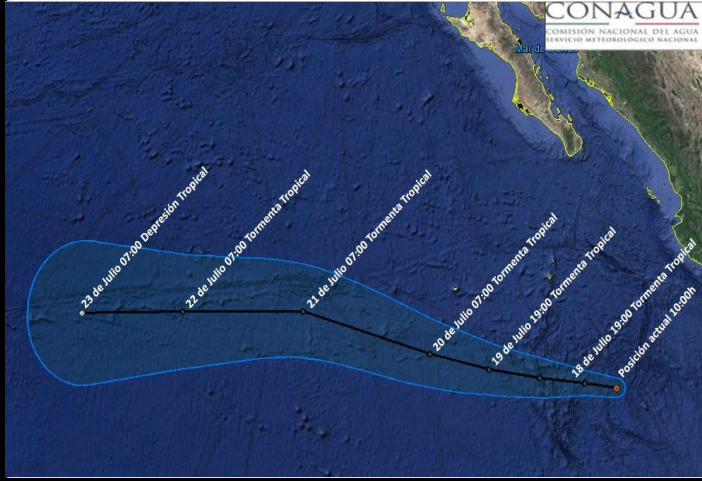 CONAGUA
COMISIÓN NACIONAL DEL AGUA
SERVICIO METEOROLÓGICO NACIONAL
Mar de
23 de Julio 07:00 Depresión Tropical
22 de Julio 07:00 Tormenta Tropical
21 de Julio 07:00 Tormenta Tropical
20 de Julio 07:00 Tormenta Tropical
19 de Julio 19:00 Tormenta Tropical
18 de Julio 19:00 Tormenta Tropical
Posición actual 10:00h